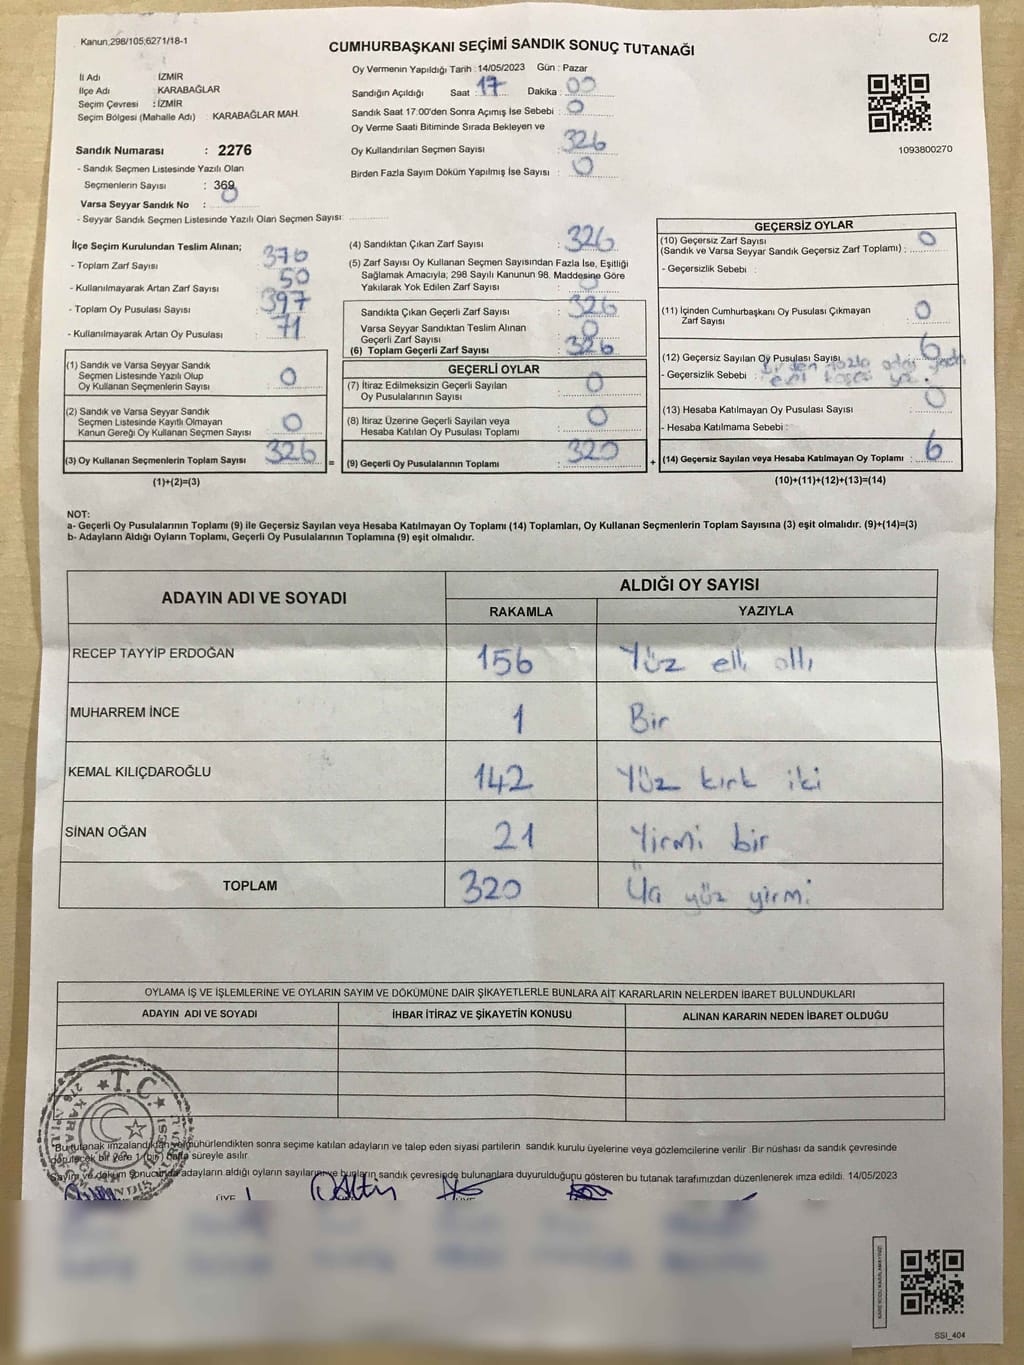 Kanun;298/105;6271/18-1
C/2
CUMHURBAŞKANI SEÇİMİ SANDIK SONUÇ TUTANAĞI
İl Adı : İZMİR
İlçe Adı : KARABAĞLAR
Seçim Çevresi : İZMİR
Seçim Bölgesi (Mahalle Adı) : KARABAĞLAR MAH.
Sandık Numarası : 2276
- Sandık Seçmen Listesinde Yazılı Olan
Seçmenlerin Sayısı : 369
Varsa Seyyar Sandık No : 0
- Seyyar Sandık Seçmen Listesinde Yazılı Olan Seçmen Sayısı:
Oy Vermenin Yapıldığı Tarih : 14/05/2023 Gün : Pazar
Sandığın Açıldığı Saat : 17 Dakika : 00
Sandık Saat 17:00'den Sonra Açımış İse Sebebi : 0
Oy Verme Saati Bitiminde Sırada Bekleyen ve
Oy Kullandırılan Seçmen Sayısı : 326
Birden Fazla Sayım Döküm Yapılmış İse Sayısı : 0
1093800270
İlçe Seçim Kurulundan Teslim Alınan;
- Toplam Zarf Sayısı : 376
- Kullanılmayarak Artan Zarf Sayısı : 50
- Toplam Oy Pusulası Sayısı : 397
- Kullanılmayarak Artan Oy Pusulası : 71
(1) Sandık ve Varsa Seyyar Sandık
Seçmen Listesinde Yazılı Olup
Oy Kullanan Seçmenlerin Sayısı : 0
(2) Sandık ve Varsa Seyyar Sandık
Seçmen Listesinde Kayıtlı Olmayan
Kanun Gereği Oy Kullanan Seçmen Sayısı : 0
(3) Oy Kullanan Seçmenlerin Toplam Sayısı : 326
(1)+(2)=(3)
(4) Sandıktan Çıkan Zarf Sayısı : 326
(5) Zarf Sayısı Oy Kullanan Seçmen Sayısından Fazla İse, Eşitliği
Sağlamak Amacıyla, 298 Sayılı Kanunun 98. Maddesine Göre
Yakılarak Yok Edilen Zarf Sayısı : 0
Sandıkta Çıkan Geçerli Zarf Sayısı : 326
Varsa Seyyar Sandıktan Teslim Alınan
Geçerli Zarf Sayısı : 0
(6) Toplam Geçerli Zarf Sayısı : 326
GEÇERLİ OYLAR
(7) İtiraz Edilmeksizin Geçerli Sayılan
Oy Pusulalarının Sayısı : 0
(8) İtiraz Üzerine Geçerli Sayılan veya
Hesaba Katılan Oy Pusulası Toplamı : 0
= (9) Geçerli Oy Pusulalarının Toplamı : 320 +
GEÇERSİZ OYLAR
(10) Geçersiz Zarf Sayısı
(Sandık ve Varsa Seyyar Sandık Geçersiz Zarf Toplamı) : 0
- Geçersizlik Sebebi :
(11) İçinden Cumhurbaşkanı Oy Pusulası Çıkmayan
Zarf Sayısı : 0
(12) Geçersiz Sayılan Oy Pusulası Sayısı : 6
- Geçersizlik Sebebi : Birden fazla
(13) Hesaba Katılmayan Oy Pusulası Sayısı : 0
- Hesaba Katılmama Sebebi :
(14) Geçersiz Sayılan veya Hesaba Katılmayan Oy Toplamı : 6
(10)+(11)+(12)+(13)=(14)
NOT:
a- Geçerli Oy Pusulalarının Toplamı (9) ile Geçersiz Sayılan veya Hesaba Katılmayan Oy Toplamı (14) Toplamları, Oy Kullanan Seçmenlerin Toplam Sayısına (3) eşit olmalıdır. (9)+(14)=(3)
b- Adayların Aldığı Oyların Toplamı, Geçerli Oy Pusulalarının Toplamına (9) eşit olmalıdır.
ADAYIN ADI VE SOYADI ALDIĞI OY SAYISI
RAKAMLA YAZIYLA
RECEP TAYYİP ERDOĞAN 156 Yüz elli altı
MUHARREM İNCE 1 Bir
KEMAL KILIÇDAROĞLU 142 Yüz kırk iki
SİNAN OĞAN 21 Yirmi bir
TOPLAM 320 Üç yüz yirmi
OYLAMA İŞ VE İŞLEMLERİNE VE OYLARIN SAYIM VE DÖKÜMÜNE DAİR ŞİKAYETLERLE BUNLARA AİT KARARLARIN NELERDEN İBARET BULUNDUKLARI
ADAYIN ADI VE SOYADI İHBAR İTİRAZ VE ŞİKAYETİN KONUSU ALINAN KARARIN NEDEN İBARET OLDUĞU
T.C.
Bu tutanak imzalandıktan ve mühürlendikten sonra seçime katılan adayların ve talep eden siyasi partilerin sandık kurulu üyelerine veya gözlemcilerine verilir. Bir nüshası da sandık çevresinde
bir yere 1 (bir) hafta süreyle asılır.
Sayım ve döküm sonucunda adayların aldığı oyların sayılarını ve bunların sandık çevresinde bulunanlara duyurulduğunu gösteren bu tutanak tarafımızdan düzenlenerek imza edildi. 14/05/2023
ÜYE
SSI_404